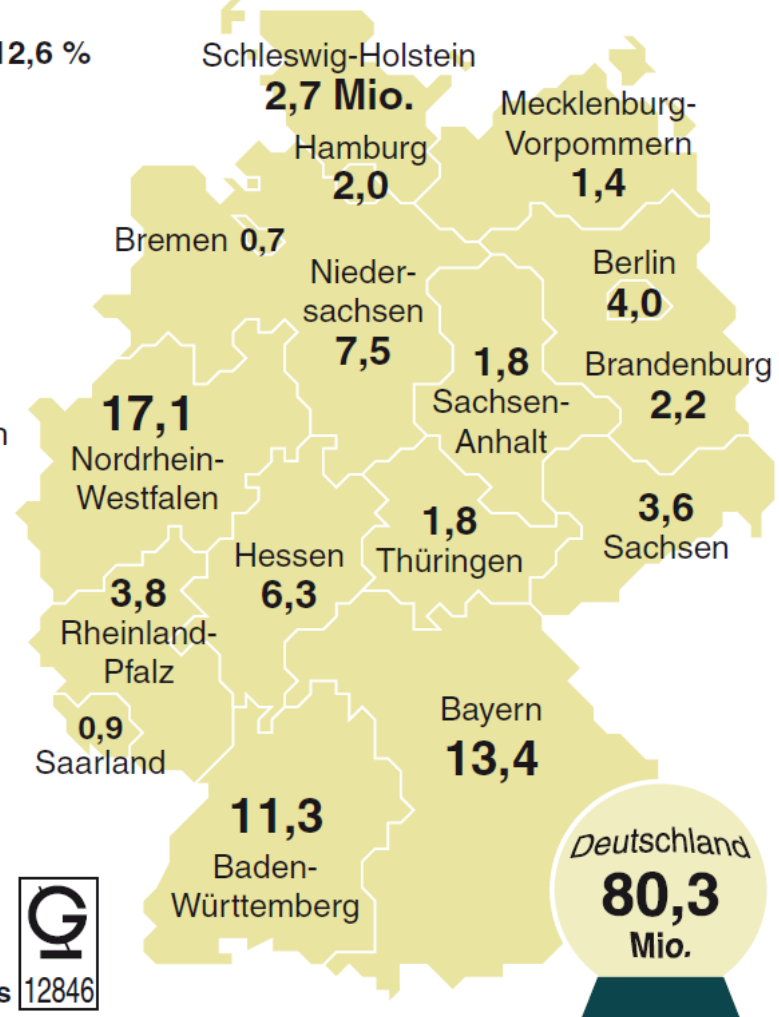 12,6 %
Schleswig-Holstein
2,7 Mio.
Mecklenburg-
Vorpommern
1,4
Hamburg
2,0
Bremen 0,7
Nieder-
sachsen
7,5
Berlin
4,0
Brandenburg
2,2
1,8
Sachsen-
Anhalt
17,1
Nordrhein-
Westfalen
3,6
Sachsen
1,8
Thüringen
Hessen
6,3
3,8
Rheinland-
Pfalz
0,9
Saarland
Bayern
13,4
11,3
Baden-
Württemberg
Deutschland
80,3
Mio.
G
12846